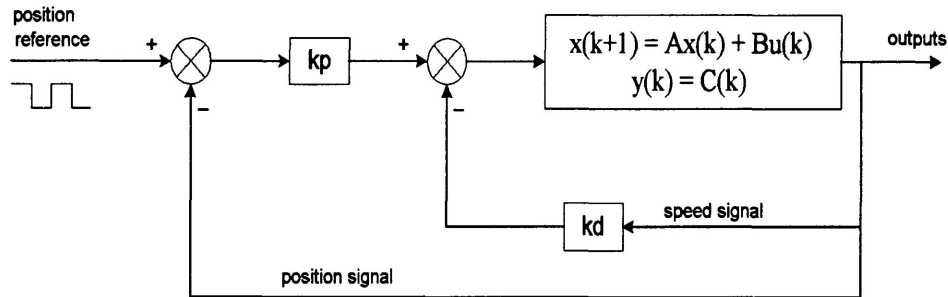 position
reference
+
kp
+
x(k+1) = Ax(k) + Bu(k)
y(k) = C(k)
outputs
−
−
kd
speed signal
position signal